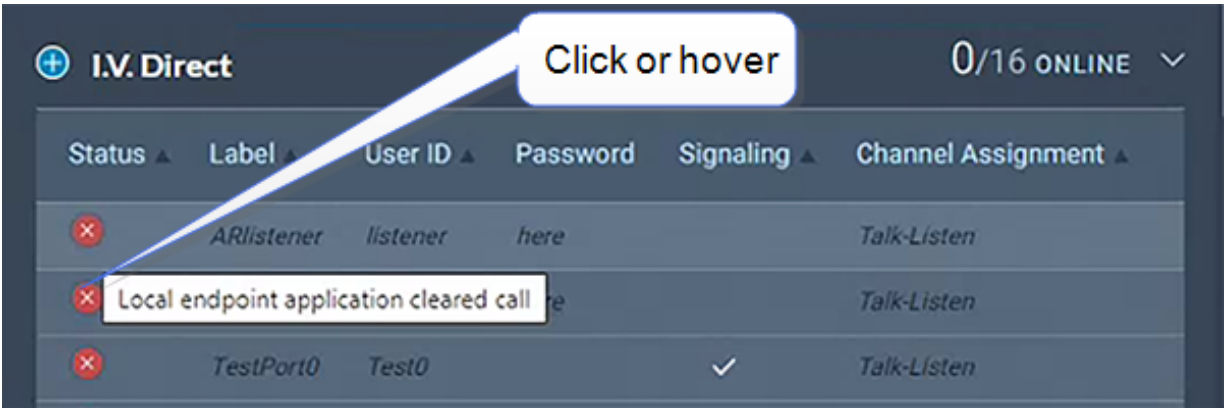 I.V. Direct Click or hover 0/16 ONLINE
Status Label User ID Password Signaling Channel Assignment
ARlistener listener here Talk-Listen
Local endpoint application cleared call Talk-Listen
TestPort0 Test0 Talk-Listen